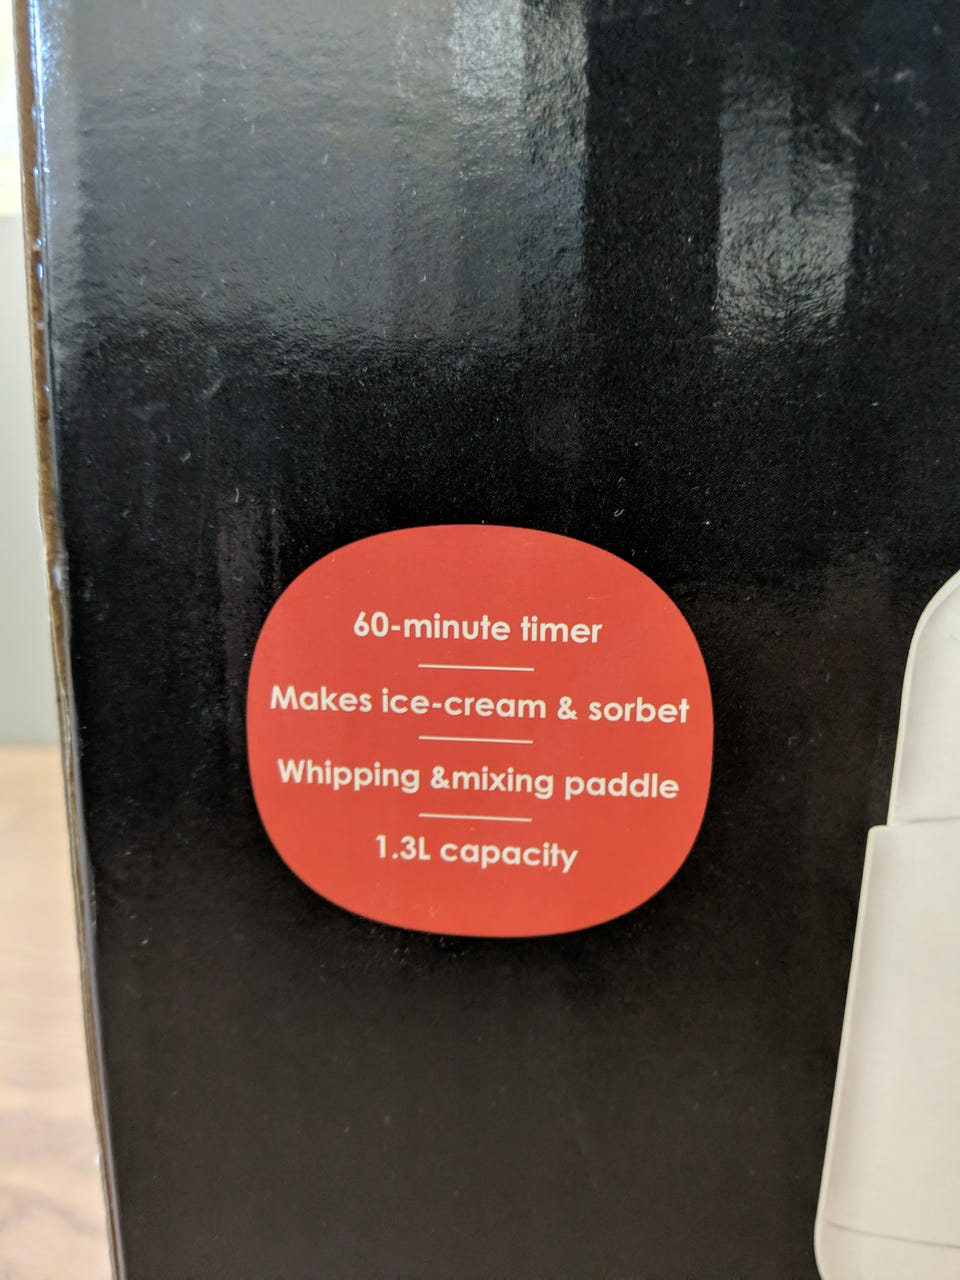 60-minute timer
Makes ice-cream & sorbet
Whipping &mixing paddle
1.3L capacity